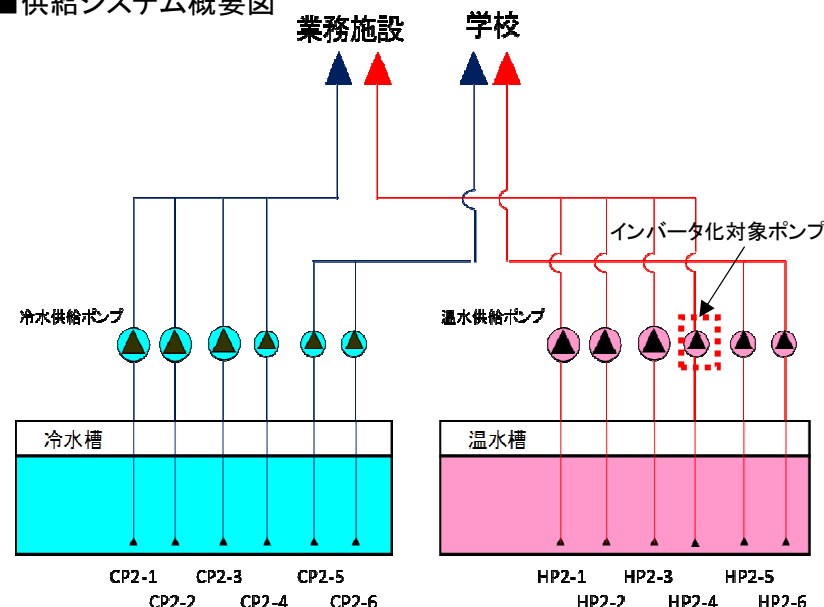 ■供給システム概要図
業務施設
学校
インバータ化対象ポンプ
冷水供給ポンプ
温水供給ポンプ
冷水槽
温水槽
CP2-1 CP2-3 CP2-5 HP2-1 HP2-3 HP2-5
CP2-2 CP2-4 CP2-6 HP2-2 HP2-4 HP2-6